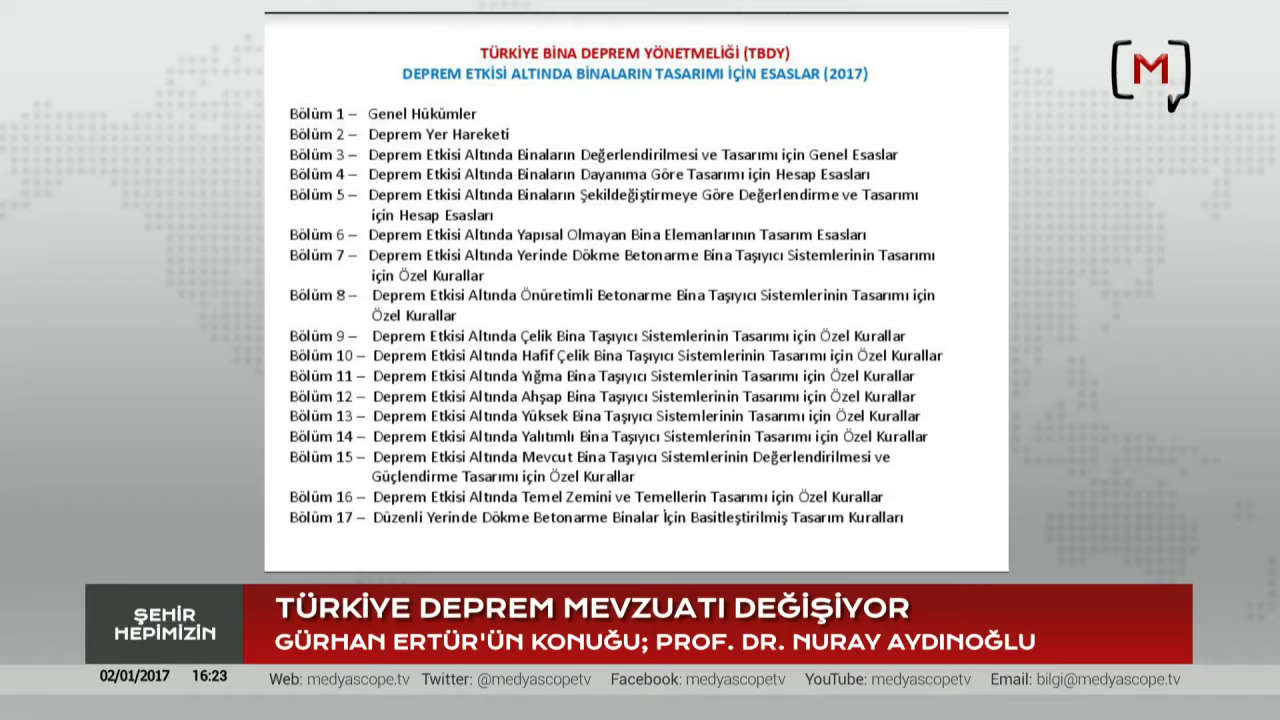 TÜRKİYE BİNA DEPREM YÖNETMELİĞİ (TBDY)
DEPREM ETKİSİ ALTINDA BİNALARIN TASARIMI İÇİN ESASLAR (2017)
M
Bölüm 1 – Genel Hükümler
Bölüm 2 – Deprem Yer Hareketi
Bölüm 3 – Deprem Etkisi Altında Binaların Değerlendirilmesi ve Tasarımı için Genel Esaslar
Bölüm 4 – Deprem Etkisi Altında Binaların Dayanıma Göre Tasarımı için Hesap Esasları
Bölüm 5 – Deprem Etkisi Altında Binaların Şekildeğiştirmeye Göre Değerlendirme ve Tasarımı
için Hesap Esasları
Bölüm 6 – Deprem Etkisi Altında Yapısal Olmayan Bina Elemanlarının Tasarım Esasları
Bölüm 7 – Deprem Etkisi Altında Yerinde Dökme Betonarme Bina Taşıyıcı Sistemlerinin Tasarımı
için Özel Kurallar
Bölüm 8 – Deprem Etkisi Altında Önüretimli Betonarme Bina Taşıyıcı Sistemlerinin Tasarımı için
Özel Kurallar
Bölüm 9 – Deprem Etkisi Altında Çelik Bina Taşıyıcı Sistemlerinin Tasarımı için Özel Kurallar
Bölüm 10 – Deprem Etkisi Altında Hafif Çelik Bina Taşıyıcı Sistemlerinin Tasarımı için Özel Kurallar
Bölüm 11 – Deprem Etkisi Altında Yığma Bina Taşıyıcı Sistemlerinin Tasarımı için Özel Kurallar
Bölüm 12 – Deprem Etkisi Altında Ahşap Bina Taşıyıcı Sistemlerinin Tasarımı için Özel Kurallar
Bölüm 13 – Deprem Etkisi Altında Yüksek Bina Taşıyıcı Sistemlerinin Tasarımı için Özel Kurallar
Bölüm 14 – Deprem Etkisi Altında Yalıtımlı Bina Taşıyıcı Sistemlerinin Tasarımı için Özel Kurallar
Bölüm 15 – Deprem Etkisi Altında Mevcut Bina Taşıyıcı Sistemlerinin Değerlendirilmesi ve
Güçlendirme Tasarımı için Özel Kurallar
Bölüm 16 – Deprem Etkisi Altında Temel Zemini ve Temellerin Tasarımı için Özel Kurallar
Bölüm 17 – Düzenli Yerinde Dökme Betonarme Binalar İçin Basitleştirilmiş Tasarım Kuralları
ŞEHİR
HEPİMİZİN
TÜRKİYE DEPREM MEVZUATI DEĞİŞİYOR
GÜRHAN ERTÜR'ÜN KONUĞU; PROF. DR. NURAY AYDINOĞLU
02/01/2017 16:23 Web: medyascope.tv Twitter: @medyascopetv Facebook: medyascopetv YouTube: medyascopetv Email: bilgi@medyascope.tv